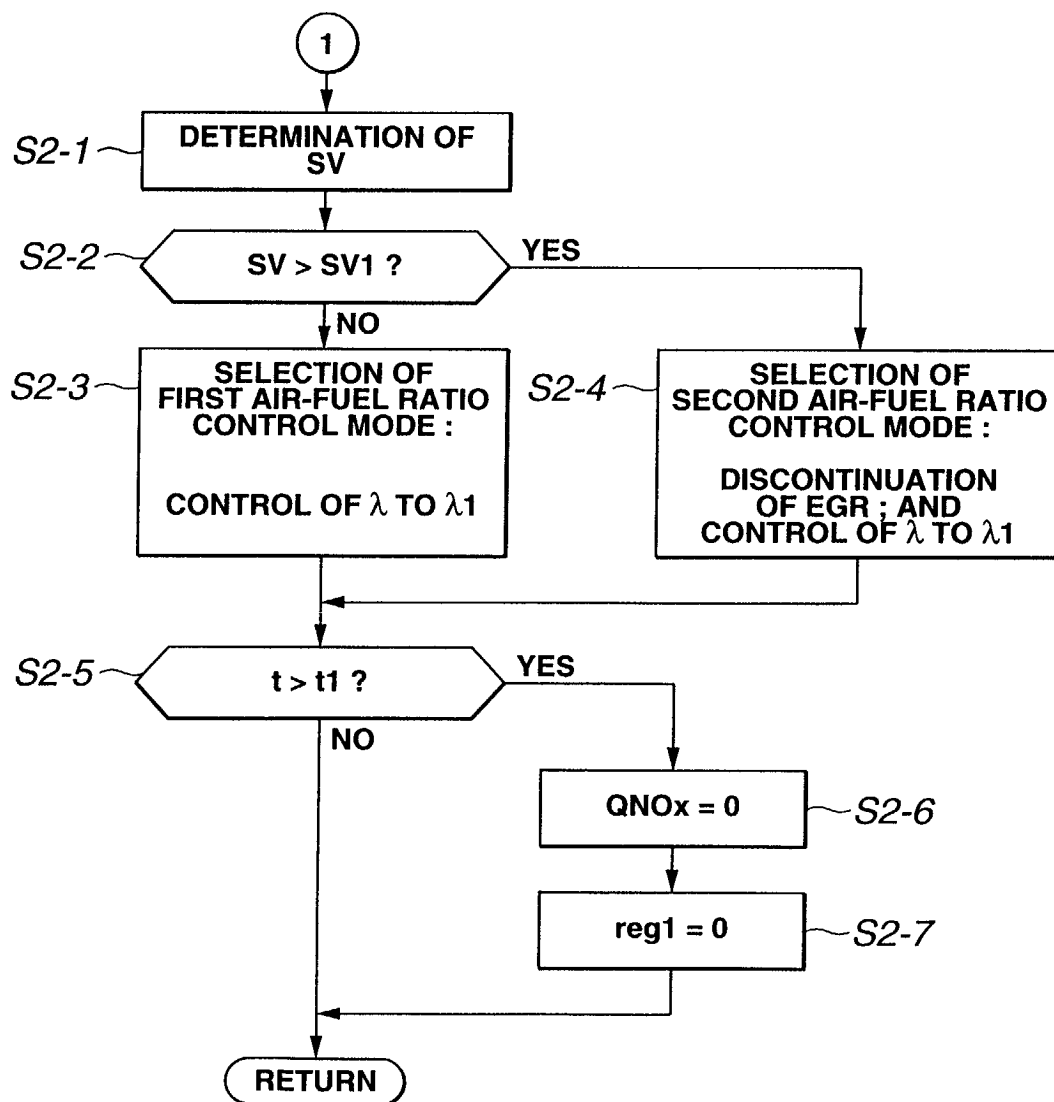 1
S2-1
DETERMINATION OF
SV
S2-2
SV > SV1 ?
YES
NO
S2-3
SELECTION OF
FIRST AIR-FUEL RATIO
CONTROL MODE :
CONTROL OF λ TO λ1
S2-4
SELECTION OF
SECOND AIR-FUEL RATIO
CONTROL MODE :
DISCONTINUATION
OF EGR ; AND
CONTROL OF λ TO λ1
S2-5
t > t1 ?
YES
NO
QNOx = 0
S2-6
reg1 = 0
S2-7
RETURN